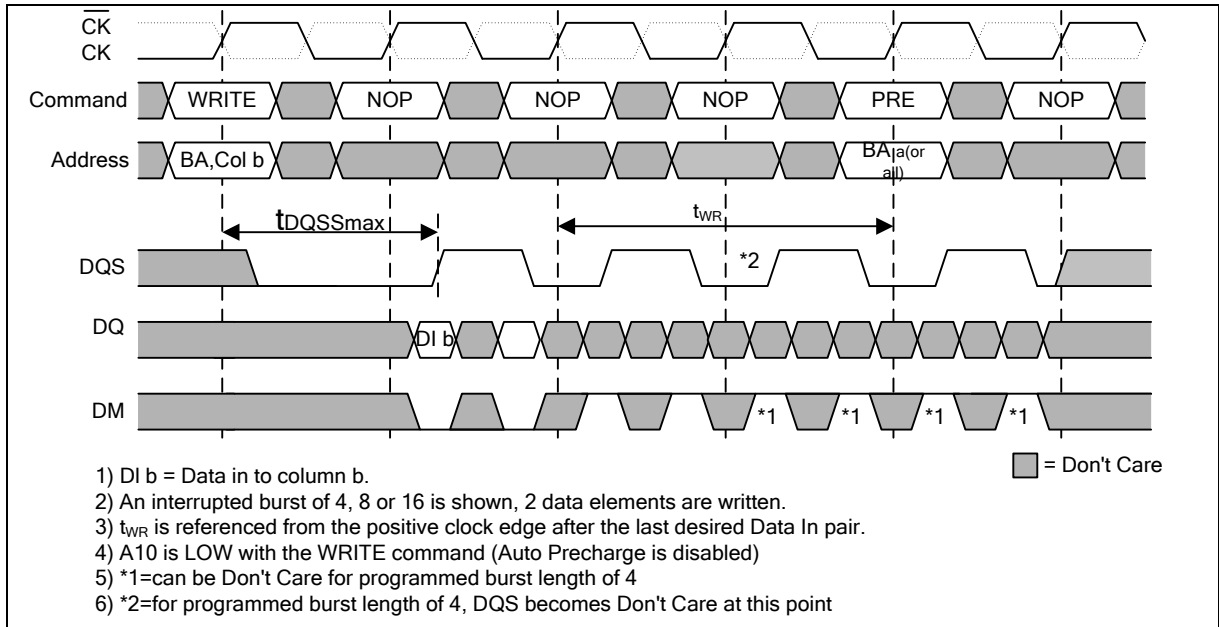 CK
CK
Command WRITE NOP NOP NOP PRE NOP
Address BA,Col b BA a(or
all)
tDQSSmax tWR
DQS *2
DQ DI b
DM *1 *1 *1 *1
= Don't Care
1) DI b = Data in to column b.
2) An interrupted burst of 4, 8 or 16 is shown, 2 data elements are written.
3) tWR is referenced from the positive clock edge after the last desired Data In pair.
4) A10 is LOW with the WRITE command (Auto Precharge is disabled)
5) *1=can be Don't Care for programmed burst length of 4
6) *2=for programmed burst length of 4, DQS becomes Don't Care at this point